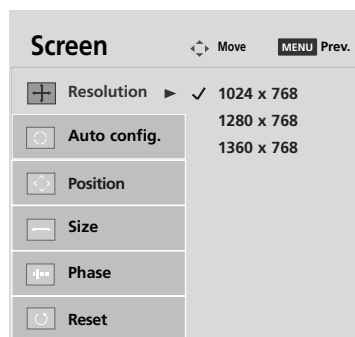 Screen Move MENU Prev.
Resolution 1024 x 768
1280 x 768
1360 x 768
Auto config.
Position
Size
Phase
Reset